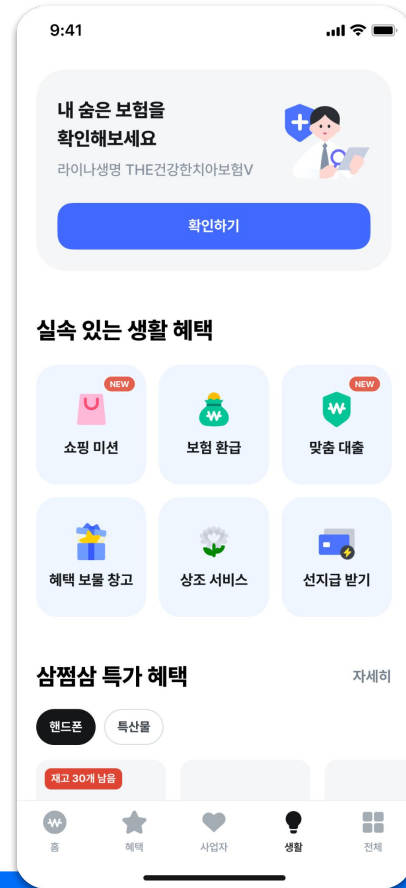 9:41
내 숨은 보험을
확인해보세요
라이나생명 THE건강한치아보험V
확인하기
실속 있는 생활 혜택
NEW
NEW
쇼핑 미션
보험 환급
맞춤 대출
혜택 보물 창고
상조 서비스
선지급 받기
삼쩜삼 특가 혜택
자세히
핸드폰
특산물
재고 30개 남음
홈
혜택
사업자
생활
전체